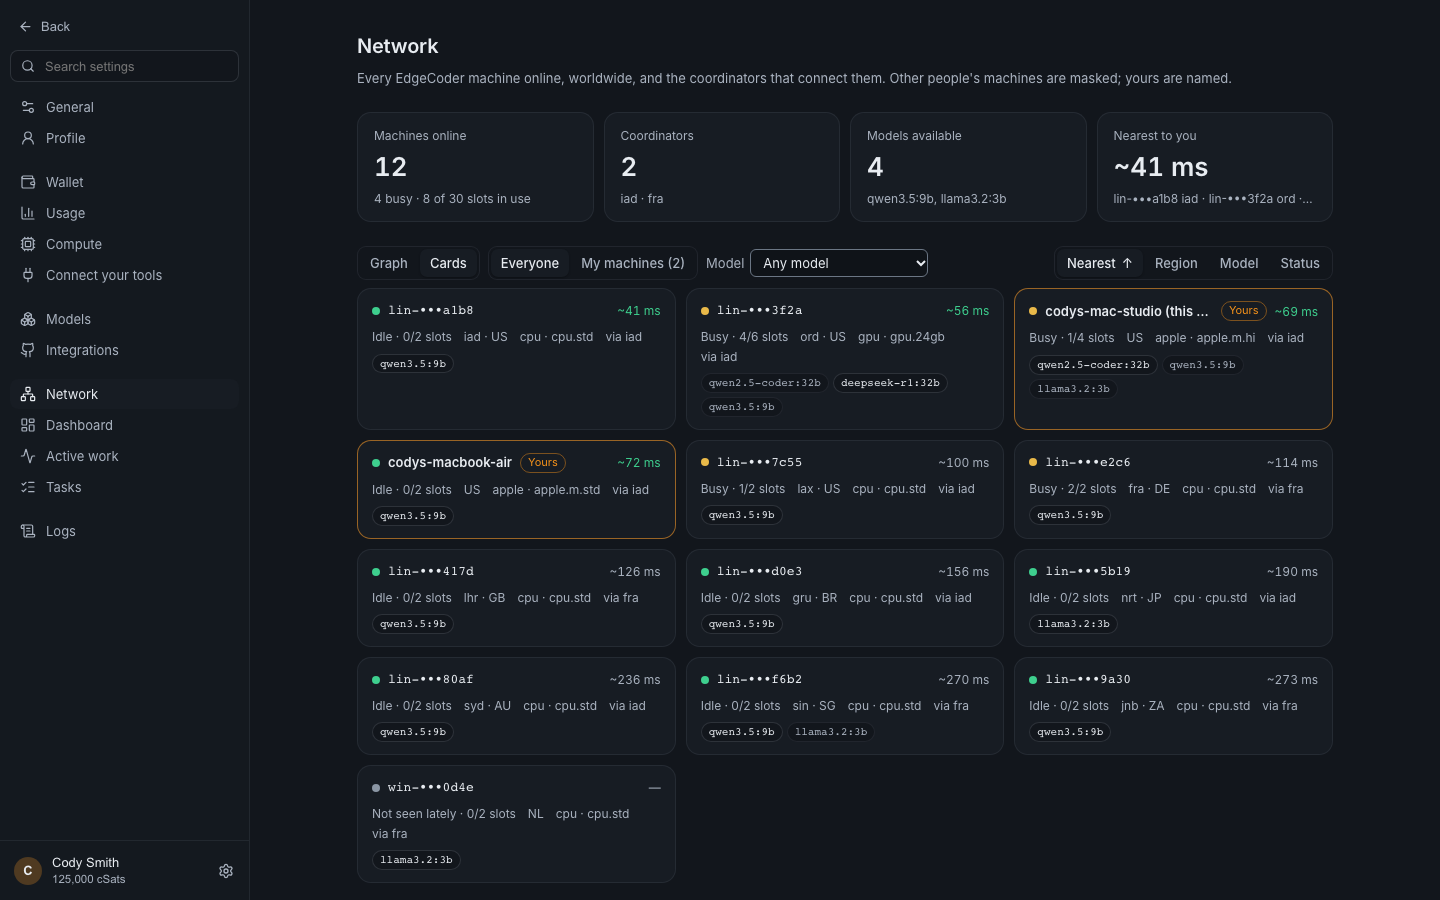 Back
Search settings
General
Profile
Wallet
Usage
Compute
Connect your tools
Models
Integrations
Network
Dashboard
Active work
Tasks
Logs
C
Cody Smith
125,000 cSats
Network
Every EdgeCoder machine online, worldwide, and the coordinators that connect them. Other people's machines are masked; yours are named.
Machines online
12
4 busy · 8 of 30 slots in use
Coordinators
2
iad · fra
Models available
4
qwen3.5:9b, llama3.2:3b
Nearest to you
~41 ms
lin-•••a1b8 iad · lin-•••3f2a ord ·...
Graph Cards Everyone My machines (2) Model Any model Nearest ↑ Region Model Status
lin-•••a1b8 ~41 ms
Idle · 0/2 slots iad · US cpu · cpu.std via iad
qwen3.5:9b
lin-•••3f2a ~56 ms
Busy · 4/6 slots ord · US gpu · gpu.24gb
via iad
qwen2.5-coder:32b deepseek-r1:32b
qwen3.5:9b
codys-mac-studio (this ... Yours ~69 ms
Busy · 1/4 slots US apple · apple.m.hi via iad
qwen2.5-coder:32b qwen3.5:9b
llama3.2:3b
codys-macbook-air Yours ~72 ms
Idle · 0/2 slots US apple · apple.m.std via iad
qwen3.5:9b
lin-•••7c55 ~100 ms
Busy · 1/2 slots lax · US cpu · cpu.std via iad
qwen3.5:9b
lin-•••e2c6 ~114 ms
Busy · 2/2 slots fra · DE cpu · cpu.std via fra
qwen3.5:9b
lin-•••417d ~126 ms
Idle · 0/2 slots lhr · GB cpu · cpu.std via fra
qwen3.5:9b
lin-•••d0e3 ~156 ms
Idle · 0/2 slots gru · BR cpu · cpu.std via iad
qwen3.5:9b
lin-•••5b19 ~190 ms
Idle · 0/2 slots nrt · JP cpu · cpu.std via iad
llama3.2:3b
lin-•••80af ~236 ms
Idle · 0/2 slots syd · AU cpu · cpu.std via iad
qwen3.5:9b
lin-•••f6b2 ~270 ms
Idle · 0/2 slots sin · SG cpu · cpu.std via fra
qwen3.5:9b llama3.2:3b
lin-•••9a30 ~273 ms
Idle · 0/2 slots jnb · ZA cpu · cpu.std via fra
qwen3.5:9b
win-•••0d4e —
Not seen lately · 0/2 slots NL cpu · cpu.std
via fra
llama3.2:3b